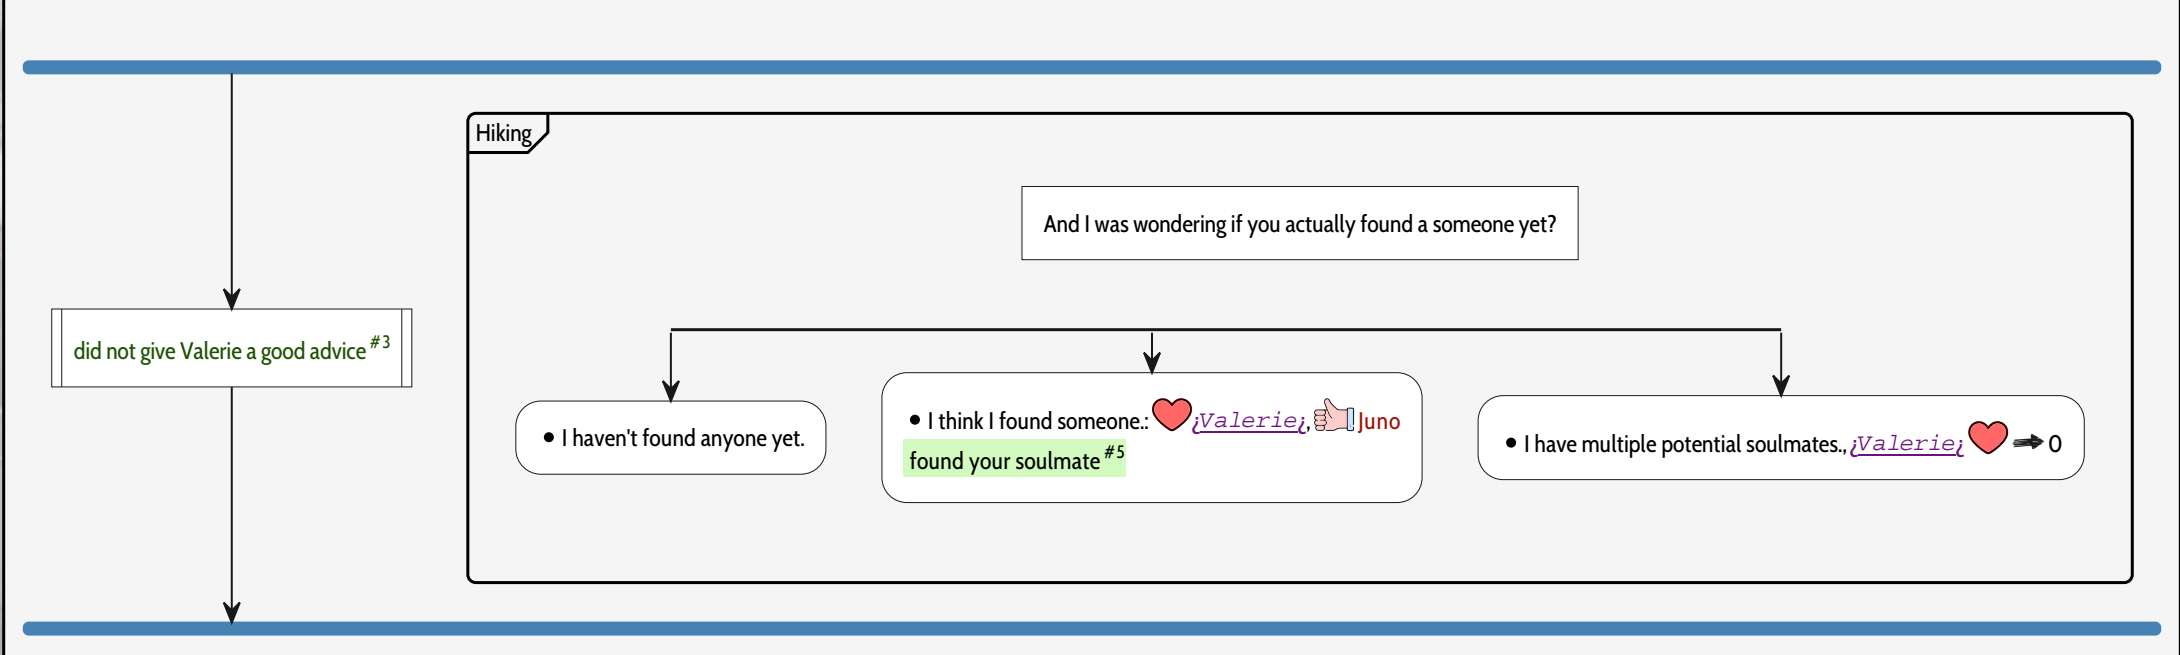 Hiking
And I was wondering if you actually found a someone yet?
did not give Valerie a good advice #3
• I haven't found anyone yet.
• I think I found someone.: ¿Valerie¿, Juno
found your soulmate #5
• I have multiple potential soulmates., ¿Valerie¿ 0